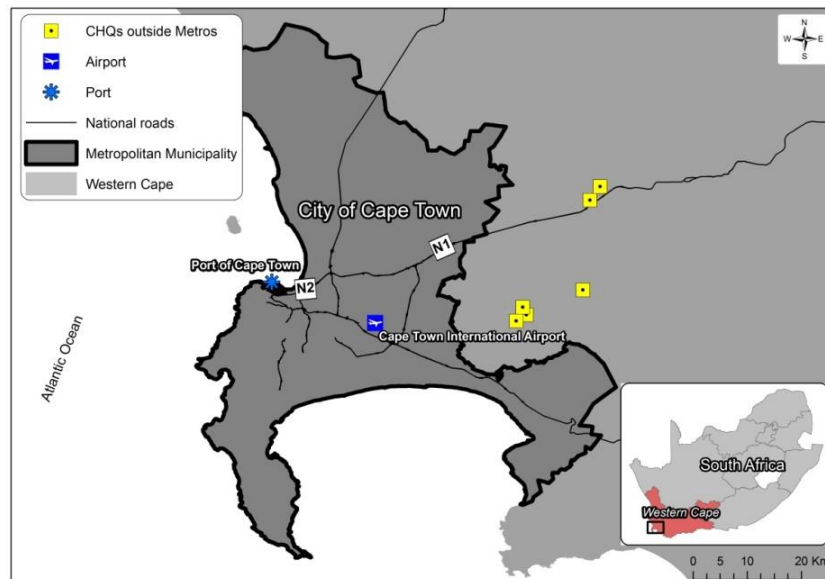 CHQs outside Metros
Airport
Port
National roads
Metropolitan Municipality
Western Cape
N
W E
S
City of Cape Town
N1
Port of Cape Town
N2
Cape Town International Airport
Atlantic Ocean
South Africa
Western Cape
0 5 10 20 Km